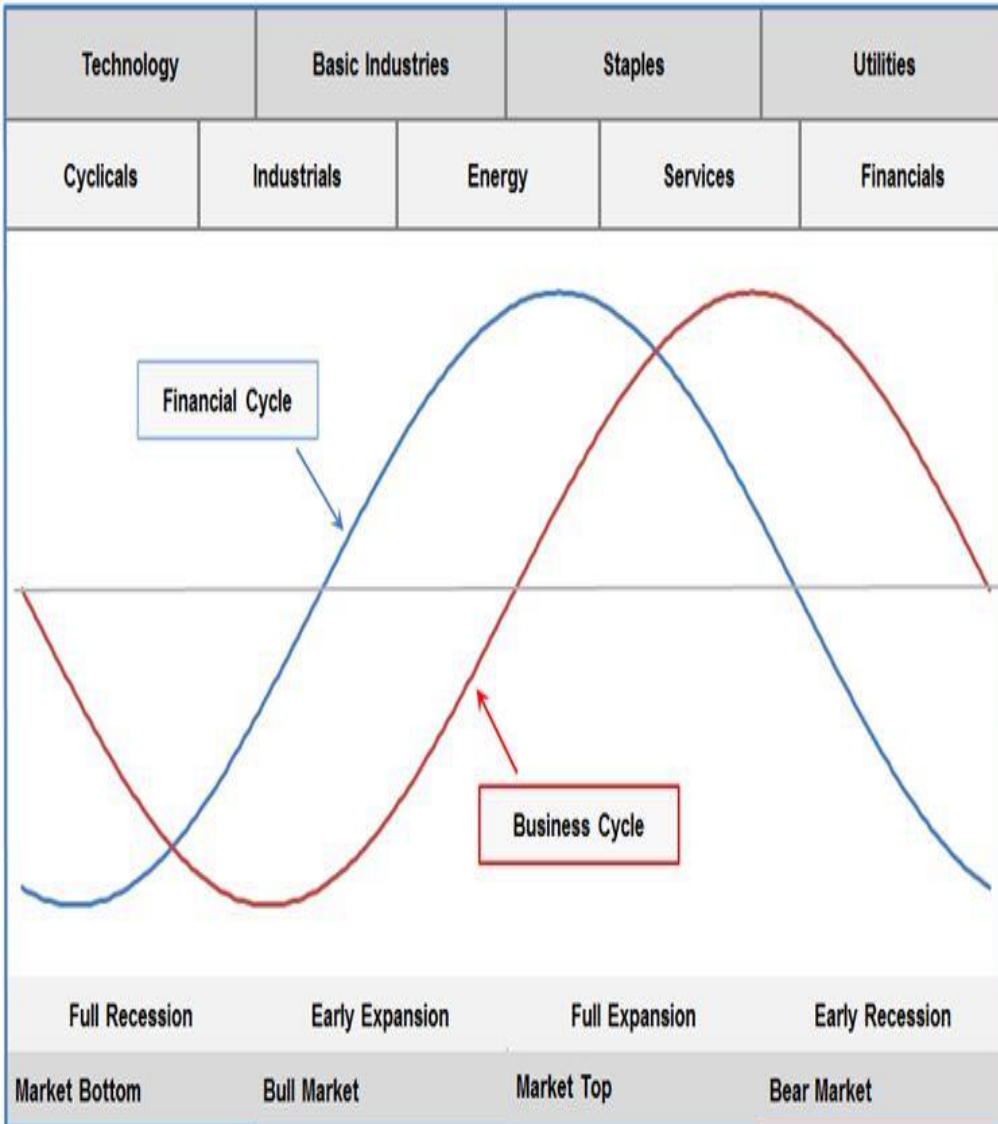 Technology Basic Industries Staples Utilities
Cyclicals Industrials Energy Services Financials
Financial Cycle
Business Cycle
Full Recession Early Expansion Full Expansion Early Recession
Market Bottom Bull Market Market Top Bear Market